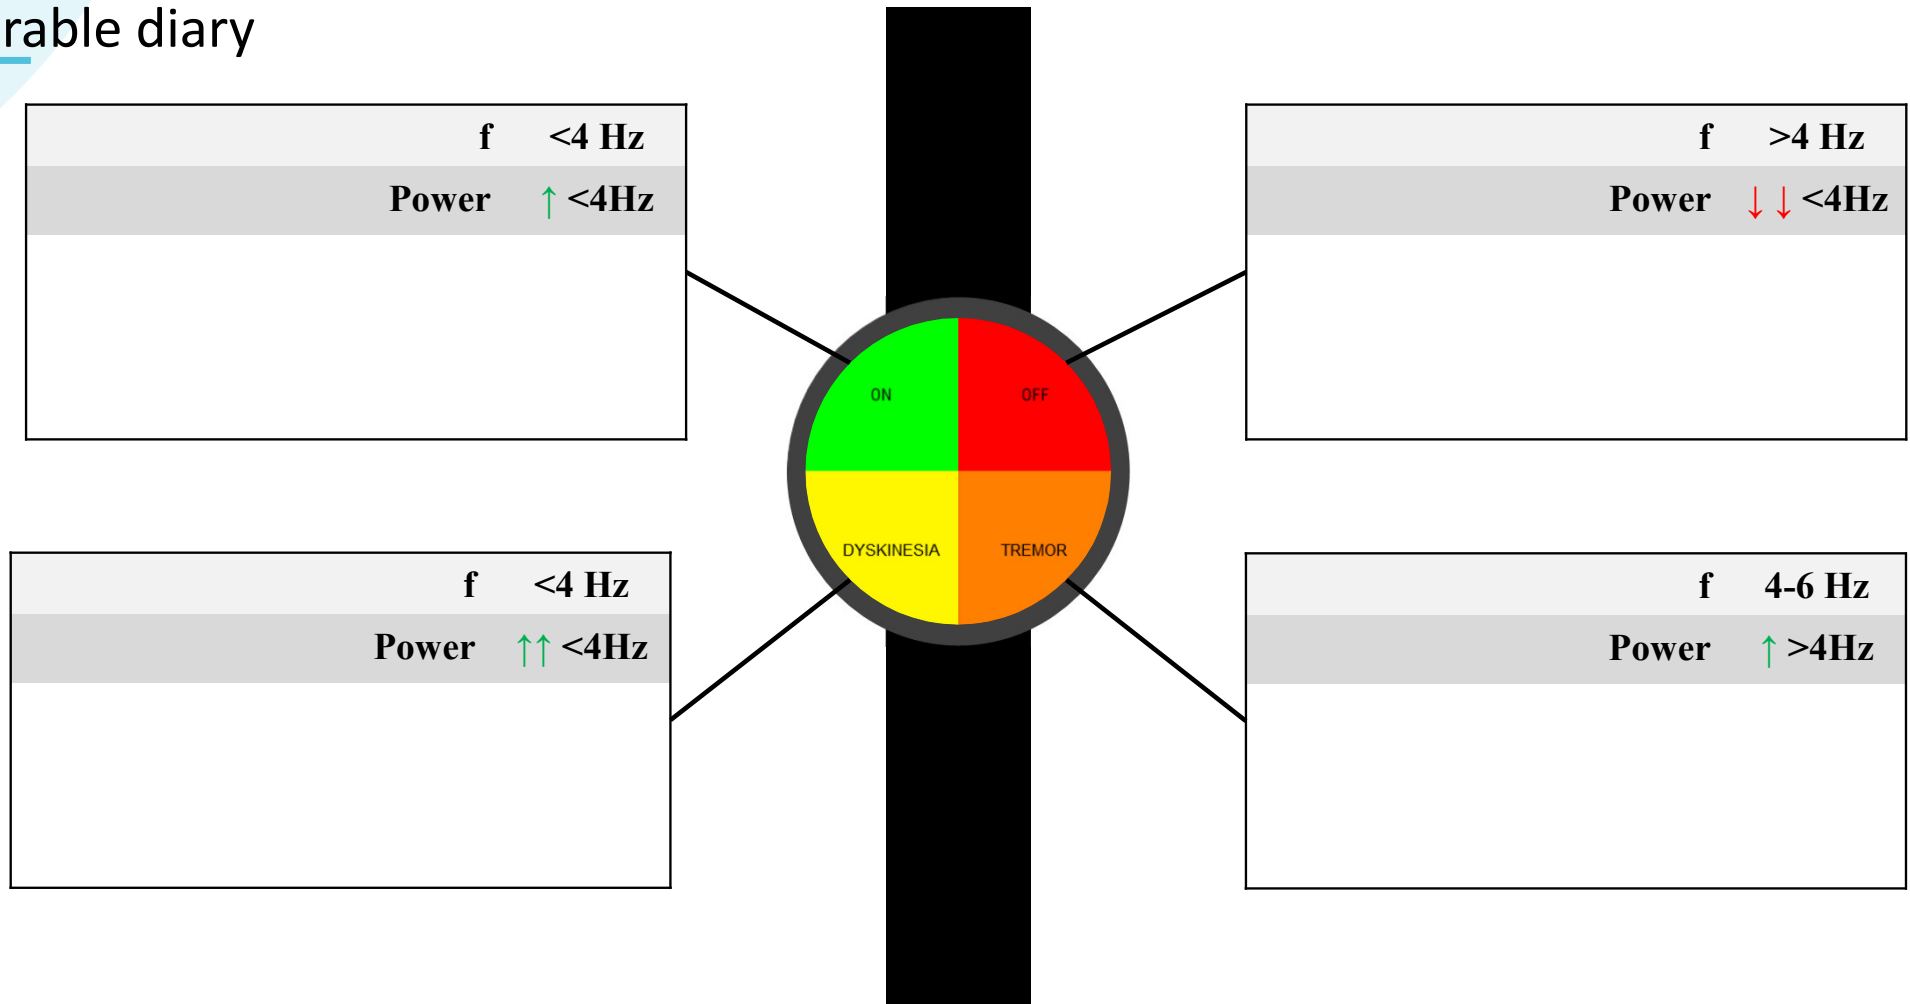 rable diary
f <4 Hz
Power ↑ <4Hz
f >4 Hz
Power ↓ ↓ <4Hz
ON
OFF
DYSKINESIA
TREMOR
f <4 Hz
Power ↑↑ <4Hz
f 4-6 Hz
Power ↑ >4Hz